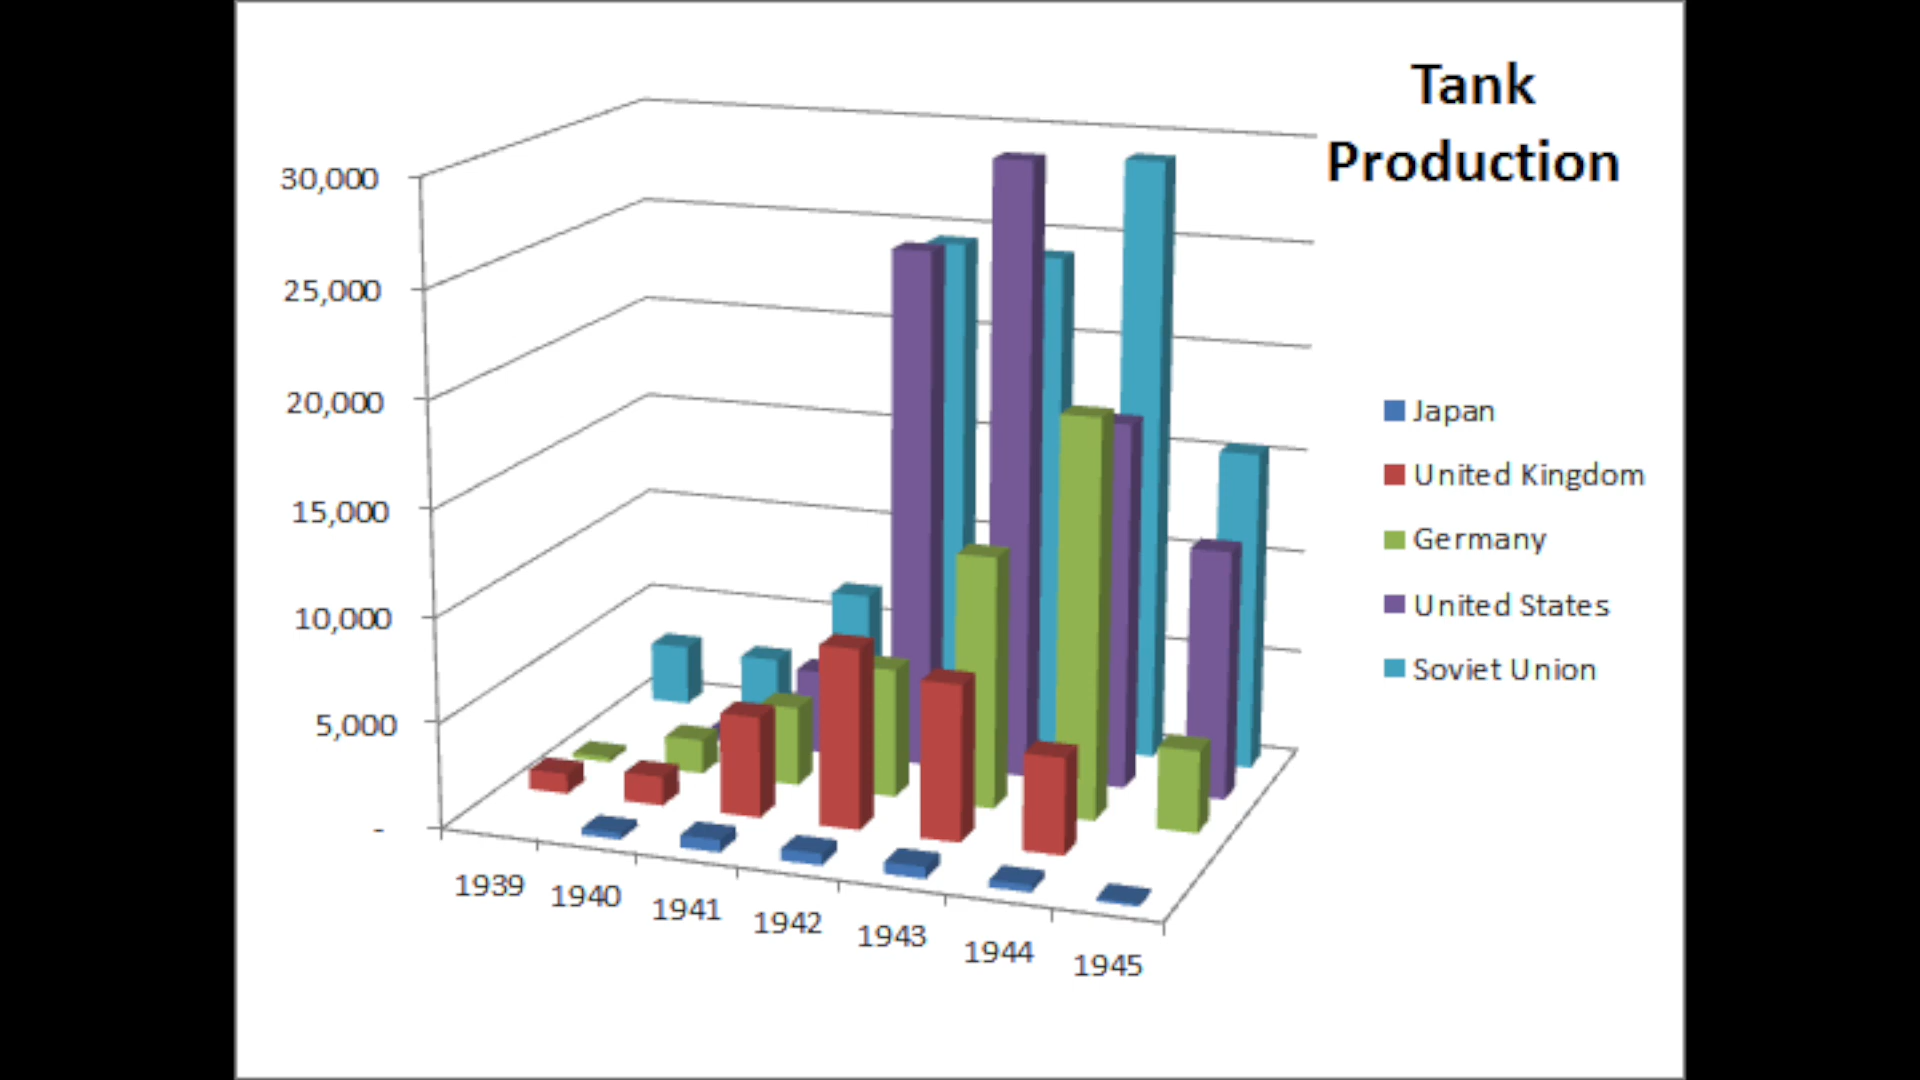 Tank
Production
30,000
25,000
20,000
15,000
10,000
5,000
-
1939
1940
1941
1942
1943
1944
1945
Japan
United Kingdom
Germany
United States
Soviet Union